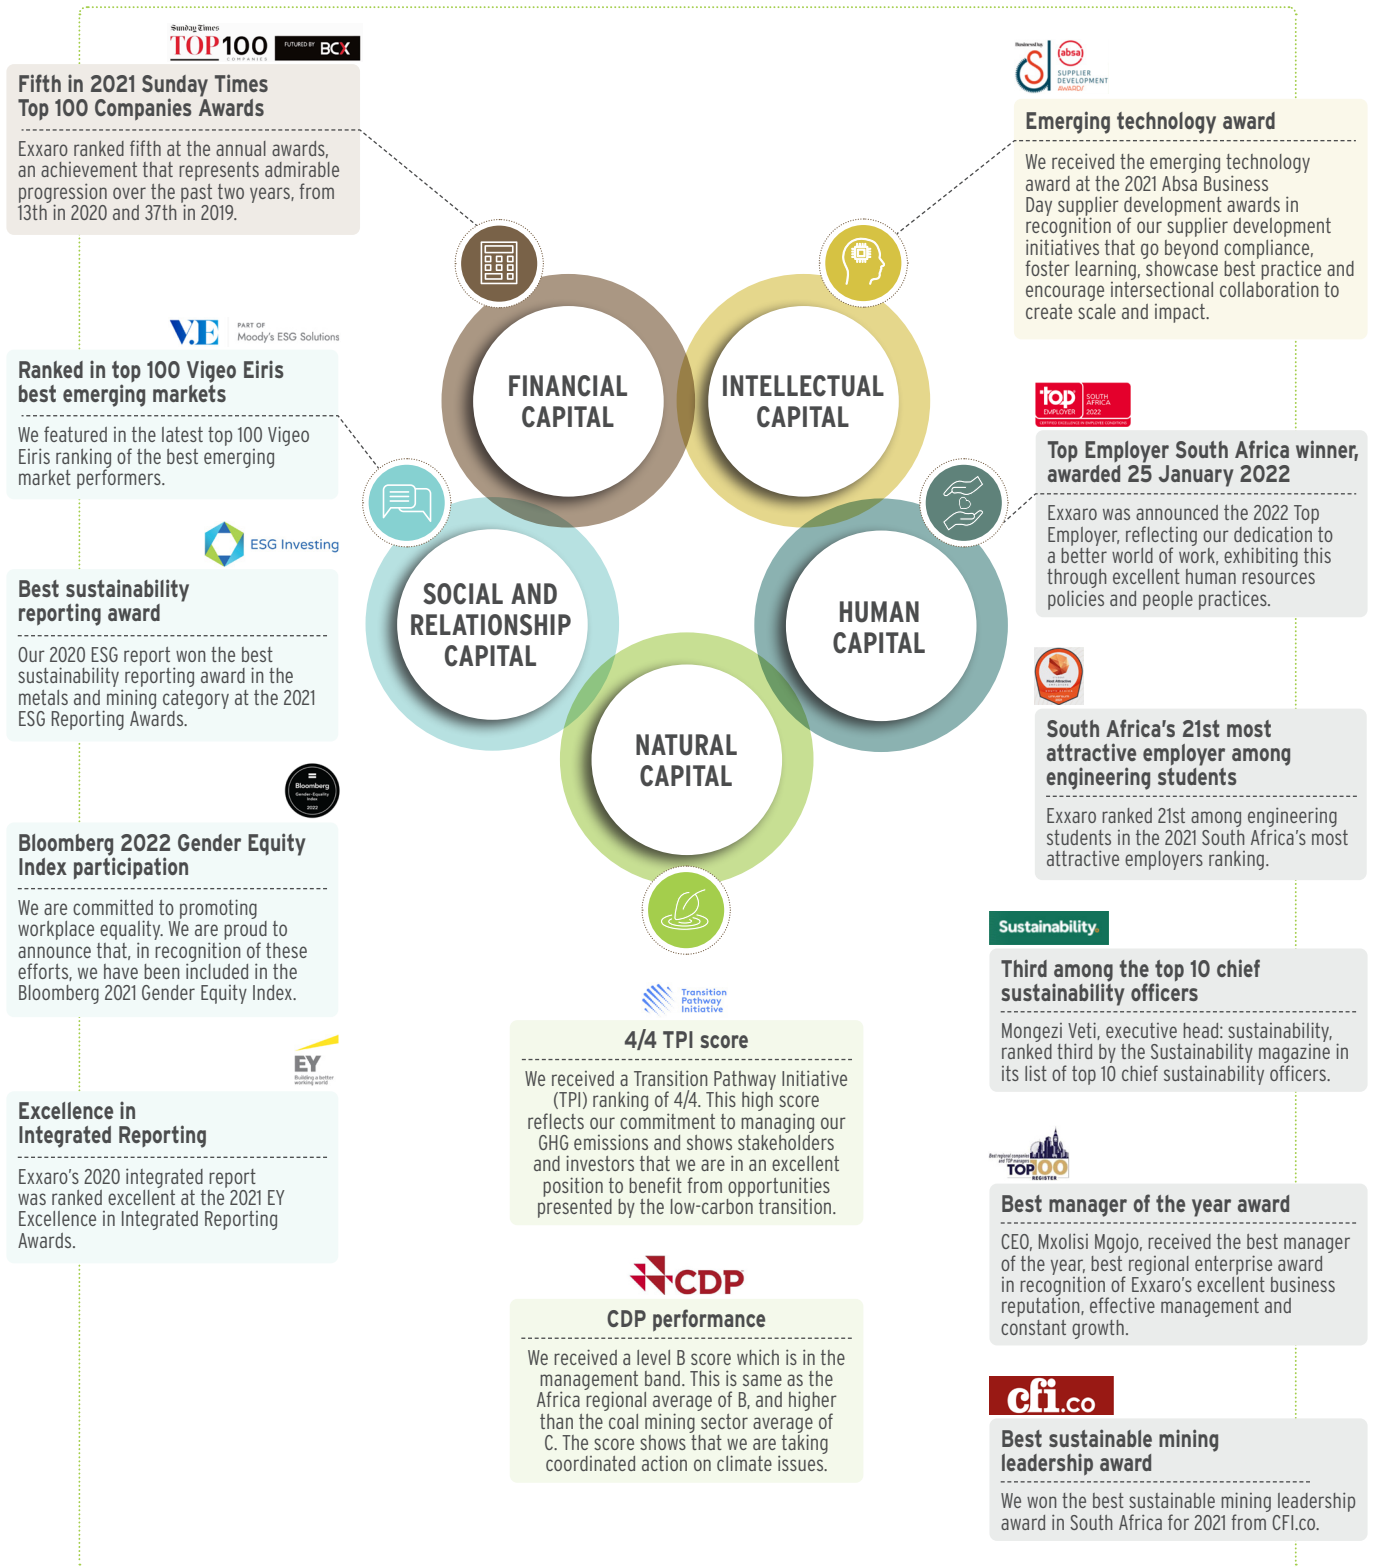 Sunday Times
TOP 100
COMPANIES
FUTURED BY BCX
Fifth in 2021 Sunday Times
Top 100 Companies Awards
Exxaro ranked fifth at the annual awards,
an achievement that represents admirable
progression over the past two years, from
13th in 2020 and 37th in 2019.
V.E
PART OF
Moody's ESG Solutions
Ranked in top 100 Vigeo Eiris
best emerging markets
We featured in the latest top 100 Vigeo
Eiris ranking of the best emerging
market performers.
ESG Investing
Best sustainability
reporting award
Our 2020 ESG report won the best
sustainability reporting award in the
metals and mining category at the 2021
ESG Reporting Awards.
Bloomberg
Gender-Equality
Index
2022
Bloomberg 2022 Gender Equity
Index participation
We are committed to promoting
workplace equality. We are proud to
announce that, in recognition of these
efforts, we have been included in the
Bloomberg 2021 Gender Equity Index.
EY
Building a better
working world
Excellence in
Integrated Reporting
Exxaro's 2020 integrated report
was ranked excellent at the 2021 EY
Excellence in Integrated Reporting
Awards.
FINANCIAL
CAPITAL
INTELLECTUAL
CAPITAL
SOCIAL AND
RELATIONSHIP
CAPITAL
HUMAN
CAPITAL
NATURAL
CAPITAL
Transition
Pathway
Initiative
4/4 TPI score
We received a Transition Pathway Initiative
(TPI) ranking of 4/4. This high score
reflects our commitment to managing our
GHG emissions and shows stakeholders
and investors that we are in an excellent
position to benefit from opportunities
presented by the low-carbon transition.
CDP
CDP performance
We received a level B score which is in the
management band. This is same as the
Africa regional average of B, and higher
than the coal mining sector average of
C. The score shows that we are taking
coordinated action on climate issues.
absa
SUPPLIER
DEVELOPMENT
AWARDS
Emerging technology award
We received the emerging technology
award at the 2021 Absa Business
Day supplier development awards in
recognition of our supplier development
initiatives that go beyond compliance,
foster learning, showcase best practice and
encourage intersectional collaboration to
create scale and impact.
top
EMPLOYER
SOUTH
AFRICA
2022
CERTIFIED EXCELLENCE IN EMPLOYEE CONDITIONS
Top Employer South Africa winner,
awarded 25 January 2022
Exxaro was announced the 2022 Top
Employer, reflecting our dedication to
a better world of work, exhibiting this
through excellent human resources
policies and people practices.
South Africa's 21st most
attractive employer among
engineering students
Exxaro ranked 21st among engineering
students in the 2021 South Africa's most
attractive employers ranking.
Sustainability.
Third among the top 10 chief
sustainability officers
Mongezi Veti, executive head: sustainability,
ranked third by the Sustainability magazine in
its list of top 10 chief sustainability officers.
Best regional companies
and TOP managers
TOP100
REGISTER
Best manager of the year award
CEO, Mxolisi Mgojo, received the best manager
of the year, best regional enterprise award
in recognition of Exxaro's excellent business
reputation, effective management and
constant growth.
cfi.co
Best sustainable mining
leadership award
We won the best sustainable mining leadership
award in South Africa for 2021 from CFI.co.